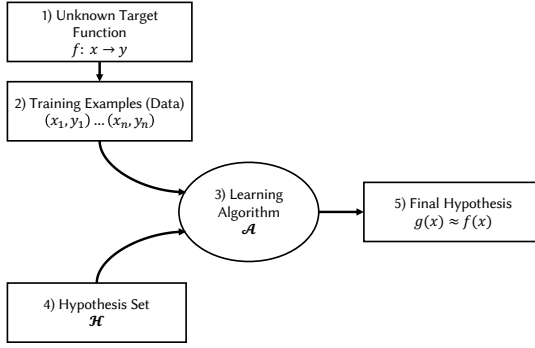 1) Unknown Target
Function
f: x → y
2) Training Examples (Data)
(x₁, y₁) … (xₙ, yₙ)
3) Learning
Algorithm
𝒜
4) Hypothesis Set
ℋ
5) Final Hypothesis
g(x) ≈ f(x)